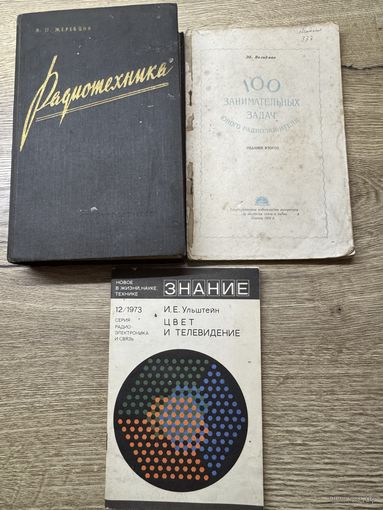 И. П. ЖЕРЕБЦОВ
Радиотехника
100
ЗАНИМАТЕЛЬНЫХ
ЗАДАЧ
ЮНОГО РАДИОЛЮБИТЕЛЯ
ИЗДАНИЕ ВТОРОЕ
НОВОЕ
В ЖИЗНИ, НАУКЕ,
ТЕХНИКЕ
ЗНАНИЕ
12/1973
СЕРИЯ
РАДИО-
ЭЛЕКТРОНИКА
И СВЯЗЬ
И.Е. Ульштейн
ЦВЕТ
И ТЕЛЕВИДЕНИЕ